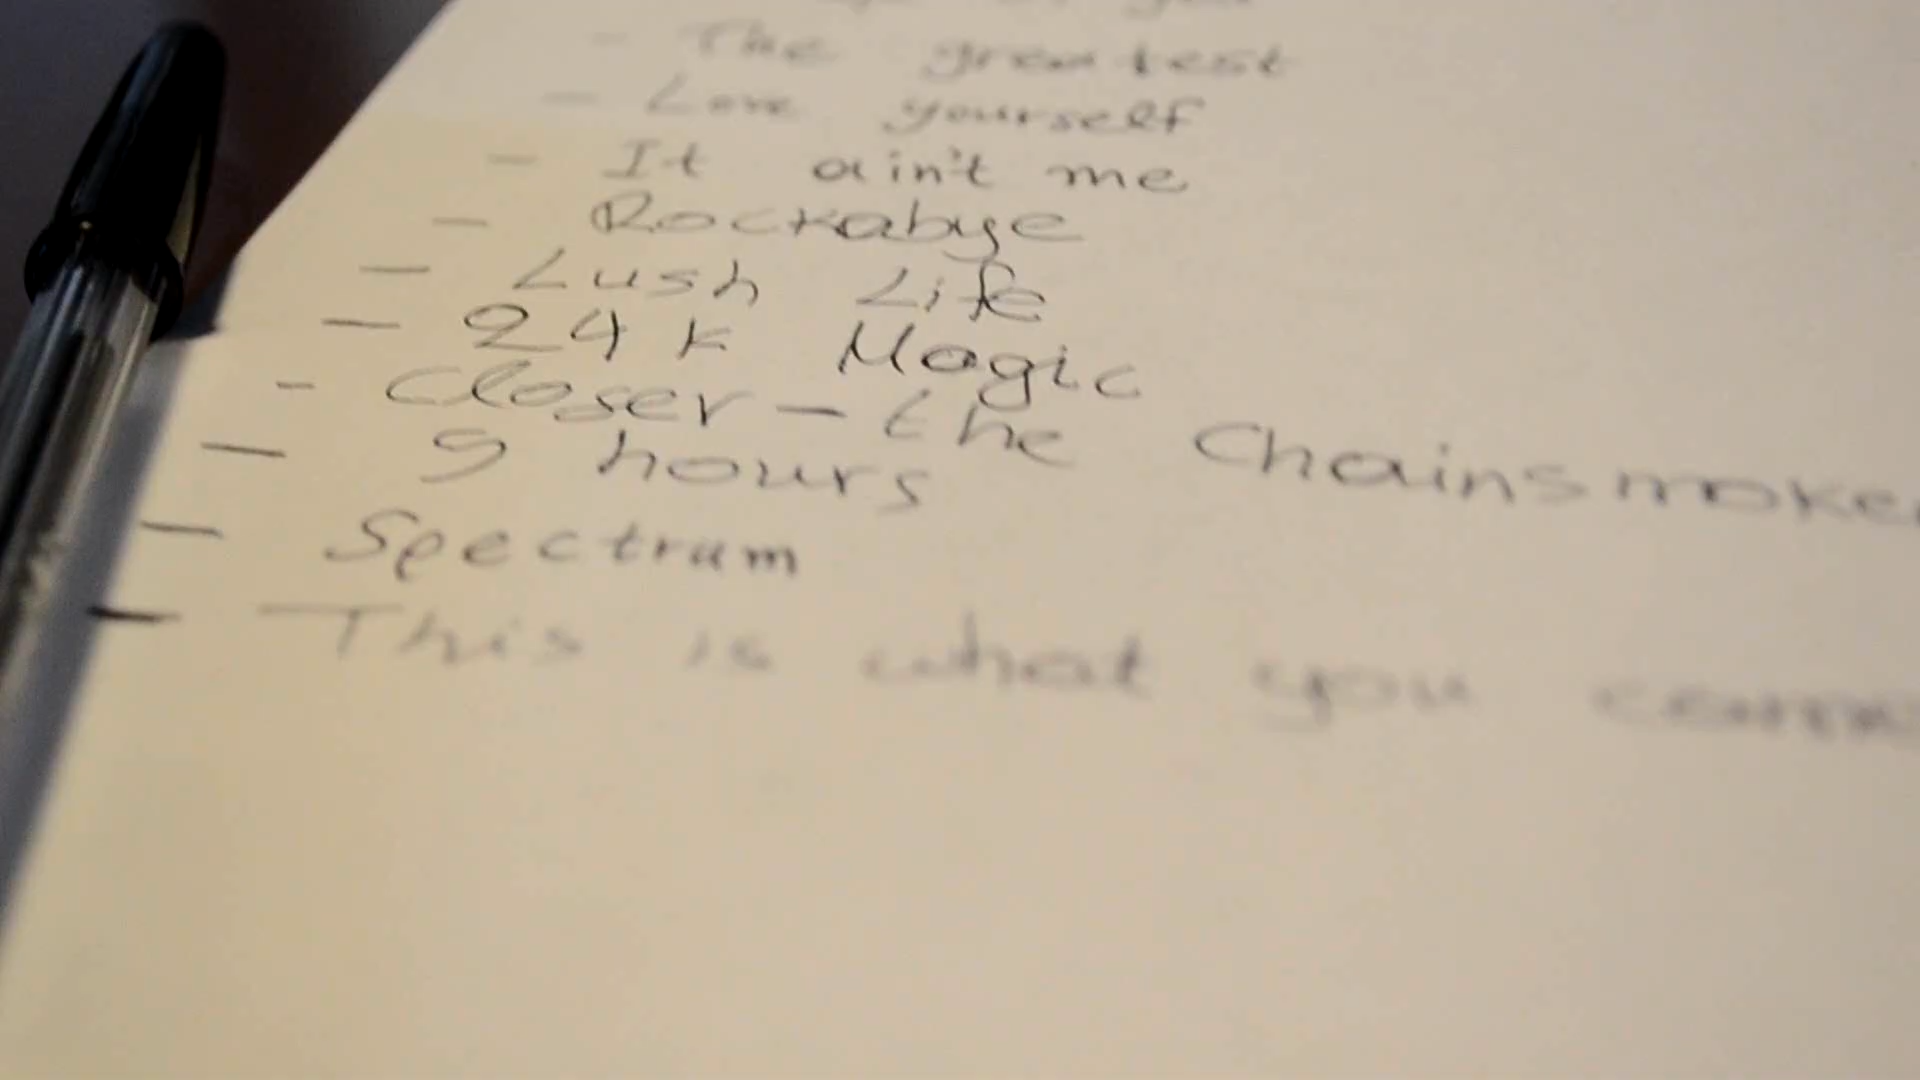 - The greatest
- Love yourself
- It ain't me
- Rockabye
- Lush Life
- 24k Magic
- Closer - the Chainsmoke
- 9 hours
- Spectrum
- This is what you